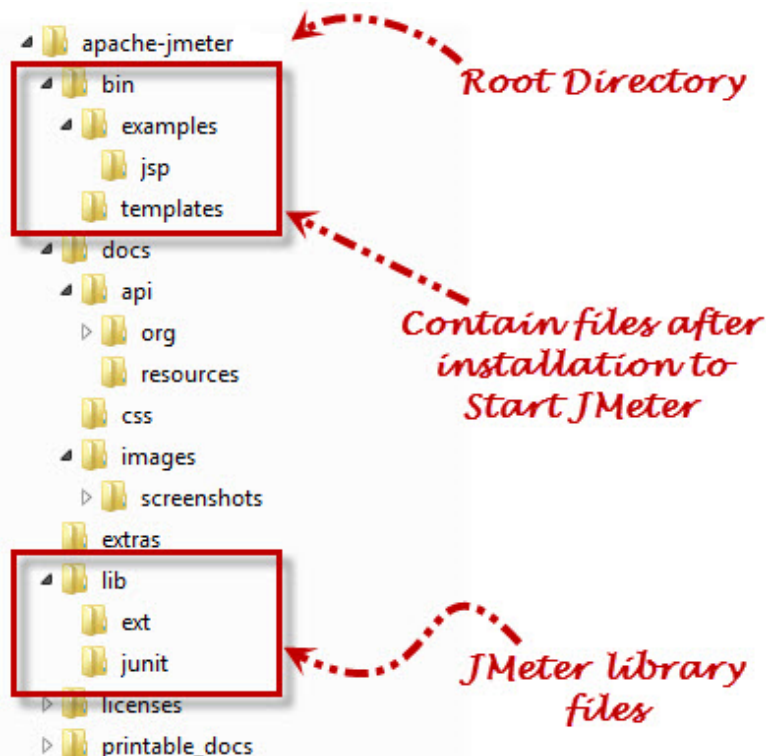 apache-jmeter
Root Directory
bin
examples
jsp
templates
docs
api
Contain files after
installation to
Start JMeter
org
resources
css
images
screenshots
extras
lib
ext
junit
JMeter library
files
licenses
printable_docs